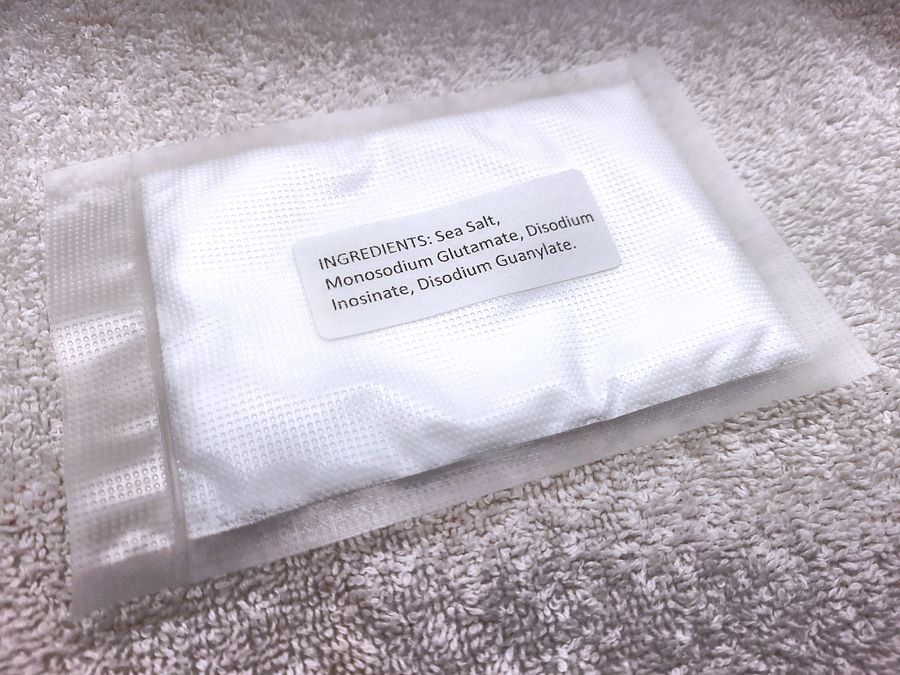 INGREDIENTS: Sea Salt,
Monosodium Glutamate, Disodium
Inosinate, Disodium Guanylate.